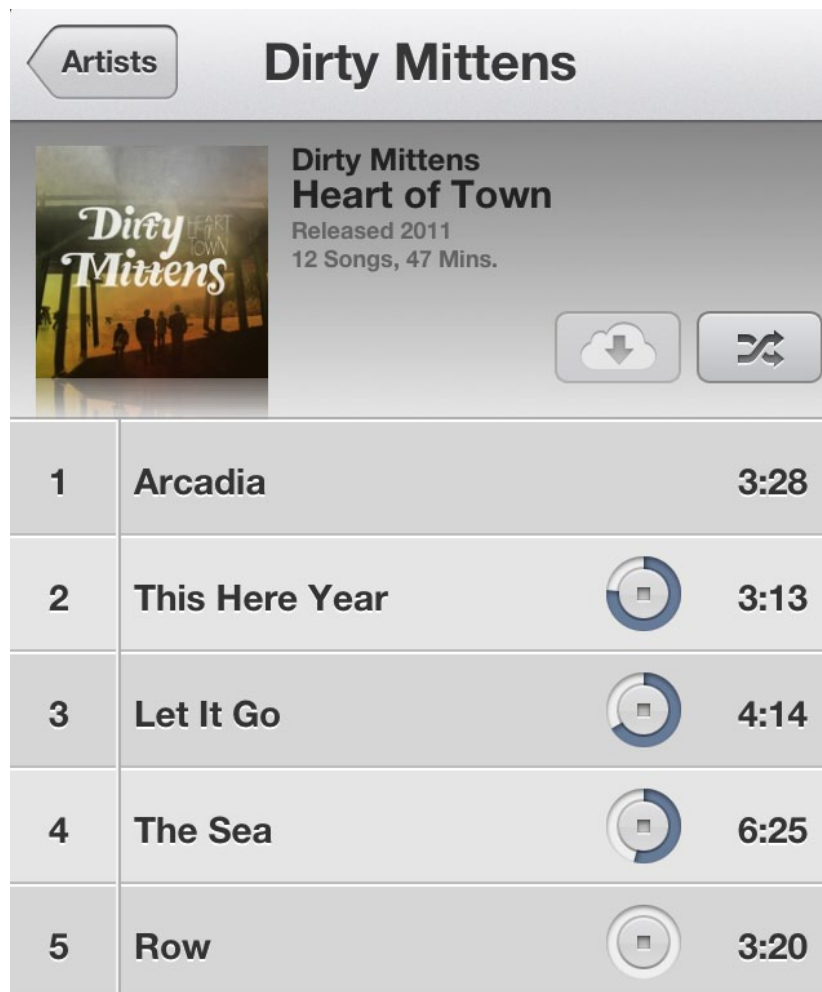 Artists
Dirty Mittens
Dirty Mittens
Heart of Town
Released 2011
12 Songs, 47 Mins.
Dirty HEART
OF
TOWN
Mittens
1 Arcadia 3:28
2 This Here Year 3:13
3 Let It Go 4:14
4 The Sea 6:25
5 Row 3:20